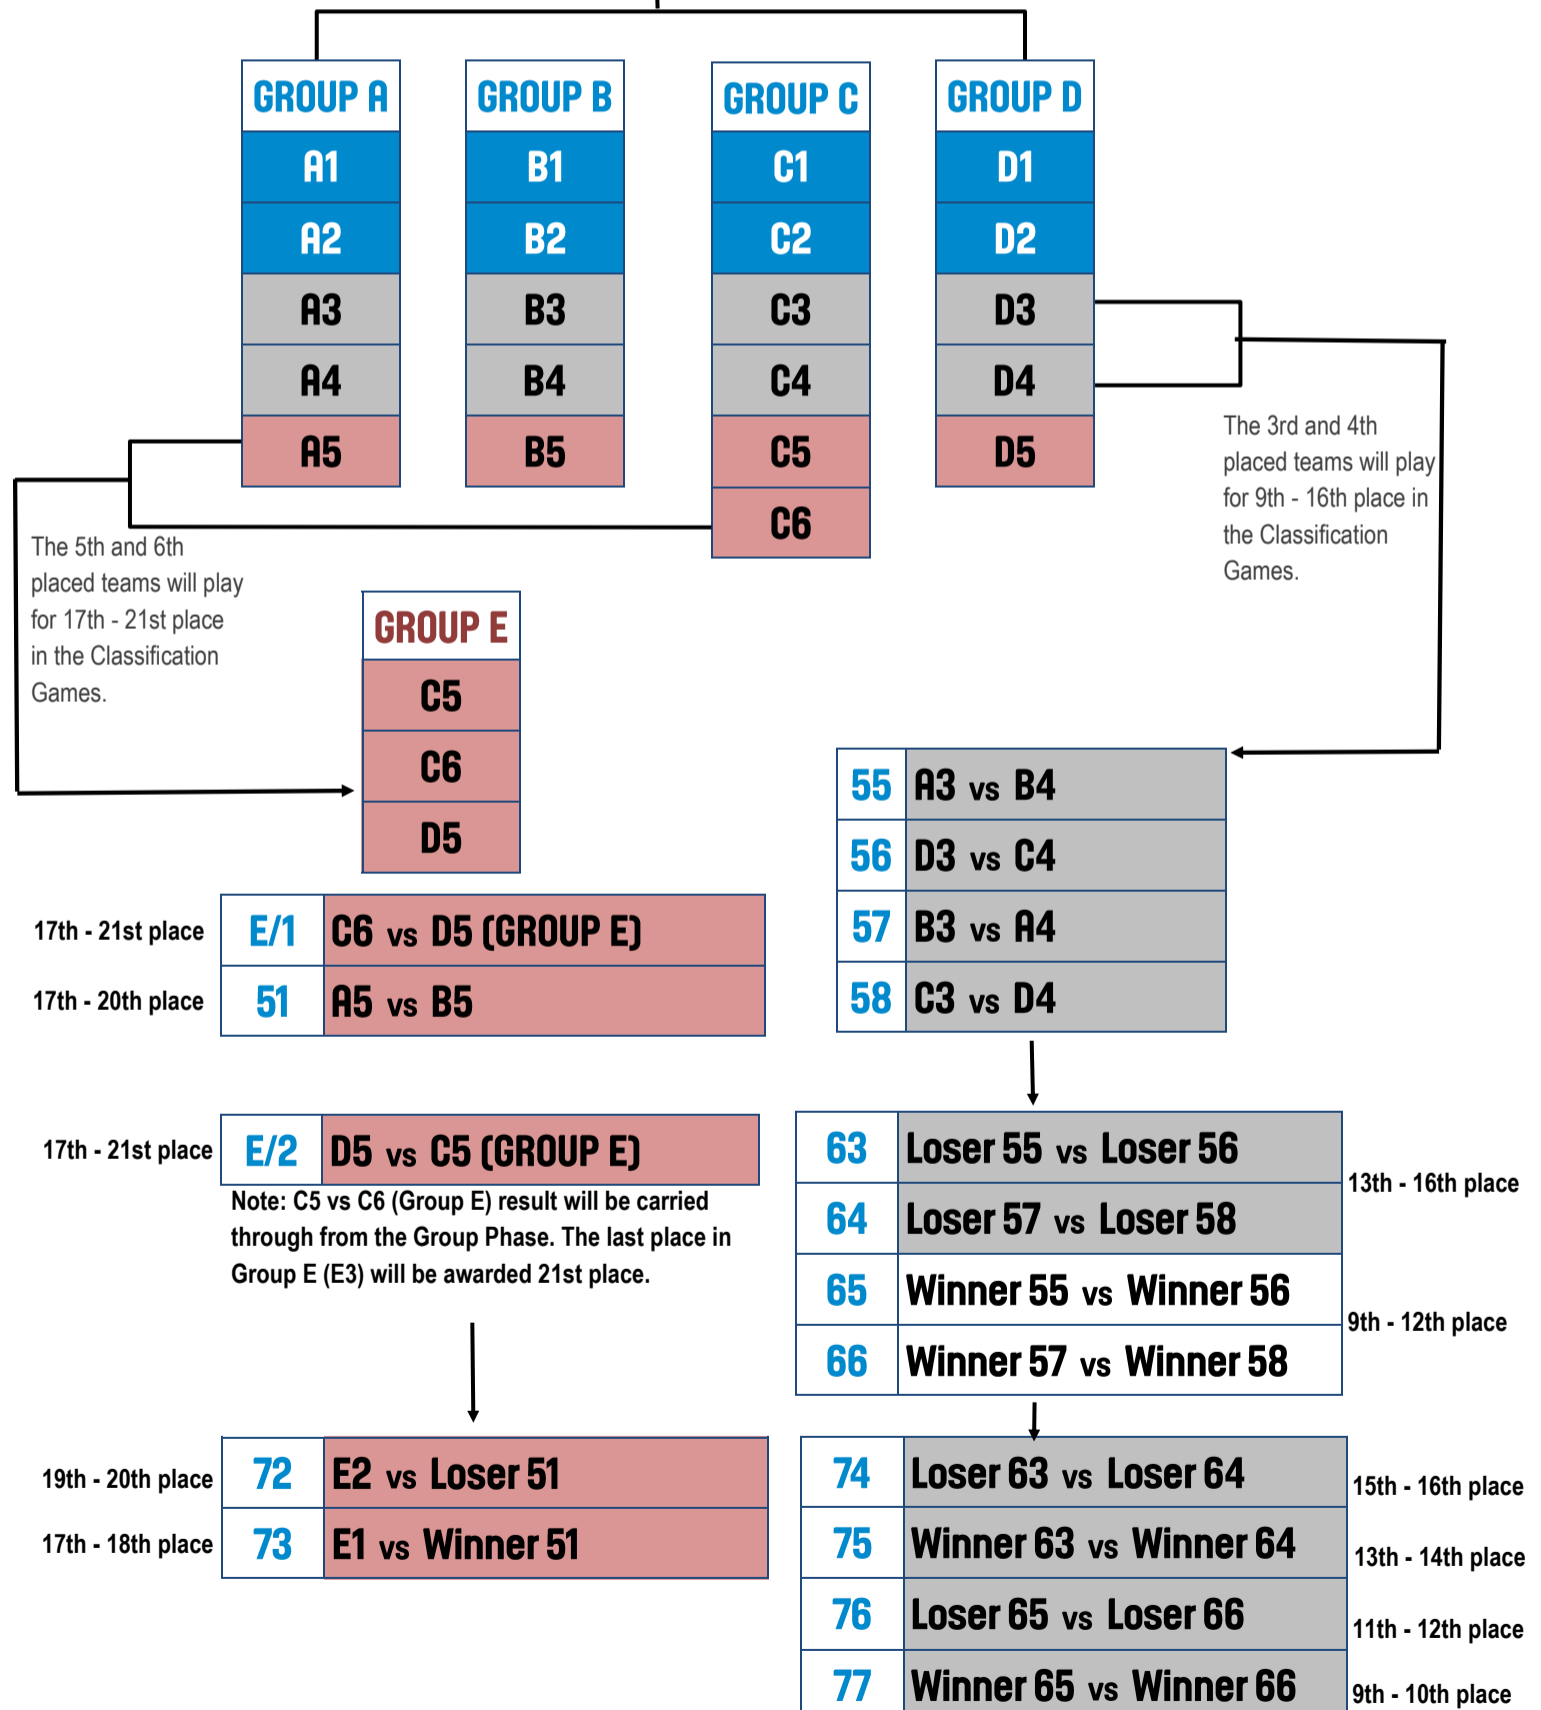 GROUP A
A1
A2
A3
A4
A5
GROUP B
B1
B2
B3
B4
B5
GROUP C
C1
C2
C3
C4
C5
C6
GROUP D
D1
D2
D3
D4
D5
The 3rd and 4th
placed teams will play
for 9th - 16th place in
the Classification
Games.
The 5th and 6th
placed teams will play
for 17th - 21st place
in the Classification
Games.
GROUP E
C5
C6
D5
17th - 21st place E/1 C6 vs D5 (GROUP E)
17th - 20th place 51 A5 vs B5
17th - 21st place E/2 D5 vs C5 (GROUP E)
Note: C5 vs C6 (Group E) result will be carried
through from the Group Phase. The last place in
Group E (E3) will be awarded 21st place.
19th - 20th place 72 E2 vs Loser 51
17th - 18th place 73 E1 vs Winner 51
55 A3 vs B4
56 D3 vs C4
57 B3 vs A4
58 C3 vs D4
63 Loser 55 vs Loser 56
64 Loser 57 vs Loser 58
13th - 16th place
65 Winner 55 vs Winner 56
66 Winner 57 vs Winner 58
9th - 12th place
74 Loser 63 vs Loser 64 15th - 16th place
75 Winner 63 vs Winner 64 13th - 14th place
76 Loser 65 vs Loser 66 11th - 12th place
77 Winner 65 vs Winner 66 9th - 10th place